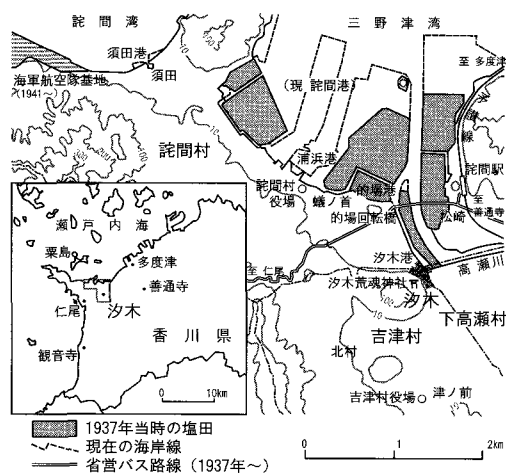 詫間湾
三野津湾
須田港
須田
海軍航空隊基地
(1941~)
至 多度津
(現 詫間港)
予讃線
詫間村
浦浜港
詫間駅
詫間村
役場
蟻ノ首
的場港
的場回転橋
松崎
至
善通寺
汐木港
高瀬川
至 仁尾
汐木荒魂神社
汐木
下高瀬村
吉津村
北村
吉津村役場
津ノ前
瀬戸内海
粟島
多度津
善通寺
仁尾
汐木
香川県
観音寺
0 10km
1937年当時の塩田
現在の海岸線
省営バス路線(1937年~)
0 1 2km